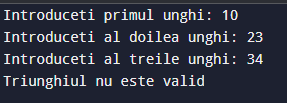 Introduceti primul unghi: 10
Introduceti al doilea unghi: 23
Introduceti al treile unghi: 34
Triunghiul nu este valid